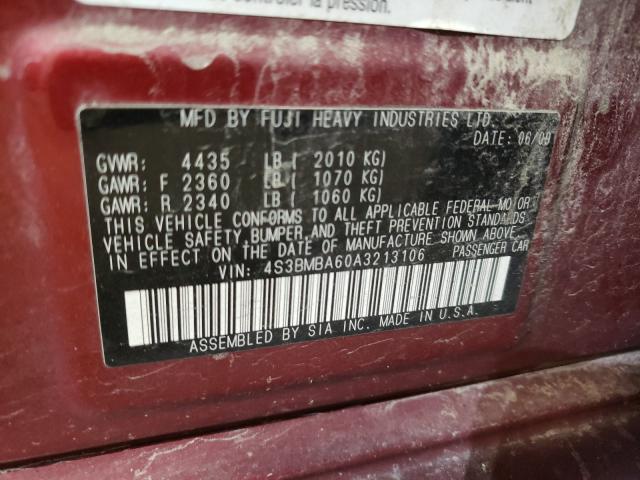 contrôler la pression.
MFD BY FUJI HEAVY INDUSTRIES LTD.
DATE: 06/09
GVWR: 4435 LB ( 2010 KG)
GAWR: F 2360 LB ( 1070 KG)
GAWR: R 2340 LB ( 1060 KG)
THIS VEHICLE CONFORMS TO ALL APPLICABLE FEDERAL MOTOR
VEHICLE SAFETY, BUMPER, AND THEFT PREVENTION STANDARDS
IN EFFECT ON THE DATE OF MANUFACTURE SHOWN ABOVE.
VIN: 4S3BMBA60A3213106 PASSENGER CAR
ASSEMBLED BY SIA INC. MADE IN U.S.A.